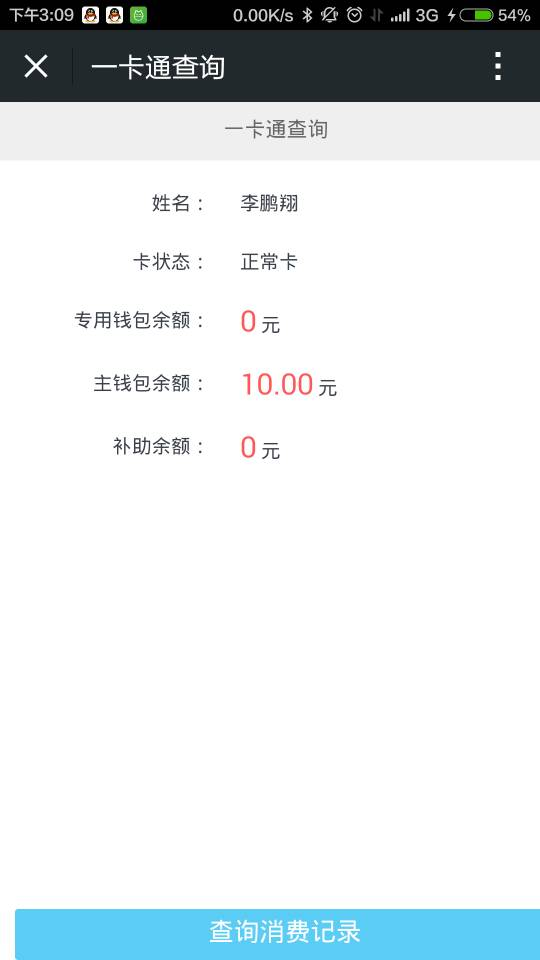 下午3:09 0.00K/s 3G 54%
一卡通查询
一卡通查询
姓名： 李鹏翔
卡状态： 正常卡
专用钱包余额： 0 元
主钱包余额： 10.00 元
补助余额： 0 元
查询消费记录